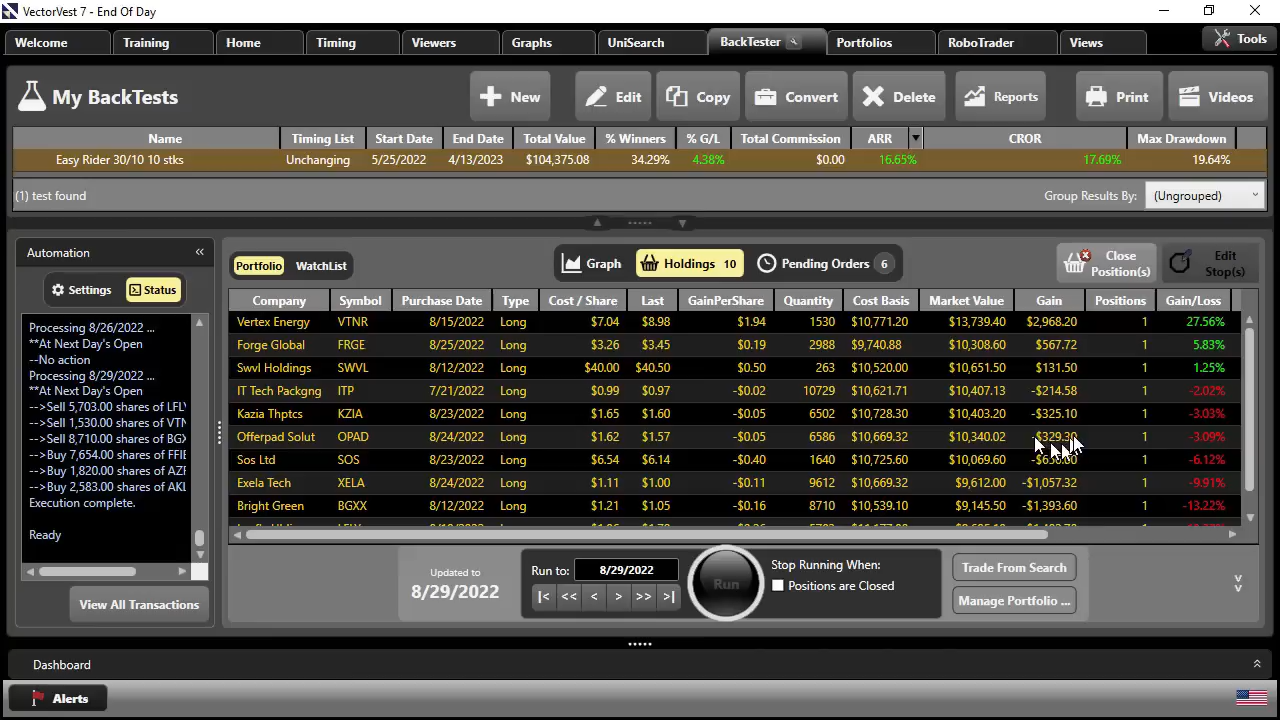 VectorVest 7 - End Of Day
Welcome Training Home Timing Viewers Graphs UniSearch BackTester Portfolios RoboTrader Views Tools
My BackTests New Edit Copy Convert Delete Reports Print Videos
Name Timing List Start Date End Date Total Value % Winners % G/L Total Commission ARR CROR Max Drawdown
Easy Rider 30/10 10 stks Unchanging 5/25/2022 4/13/2023 $104,375.08 34.29% 4.38% $0.00 16.65% 17.69% 19.64%
(1) test found Group Results By: (Ungrouped)
Automation
Settings Status
Processing 8/26/2022 ...
**At Next Day's Open
--No action
Processing 8/29/2022 ...
**At Next Day's Open
-->Sell 5,703.00 shares of LFLY
-->Sell 1,530.00 shares of VTN
-->Sell 8,710.00 shares of BGX
-->Buy 7,654.00 shares of FFIE
-->Buy 1,820.00 shares of AZF
-->Buy 2,583.00 shares of AKL
Execution complete.
Ready
View All Transactions
Portfolio WatchList Graph Holdings 10 Pending Orders 6 Close Position(s) Edit Stop(s)
Company Symbol Purchase Date Type Cost / Share Last GainPerShare Quantity Cost Basis Market Value Gain Positions Gain/Loss
Vertex Energy VTNR 8/15/2022 Long $7.04 $8.98 $1.94 1530 $10,771.20 $13,739.40 $2,968.20 1 27.56%
Forge Global FRGE 8/25/2022 Long $3.26 $3.45 $0.19 2988 $9,740.88 $10,308.60 $567.72 1 5.83%
Swvl Holdings SWVL 8/12/2022 Long $40.00 $40.50 $0.50 263 $10,520.00 $10,651.50 $131.50 1 1.25%
IT Tech Packgng ITP 7/21/2022 Long $0.99 $0.97 -$0.02 10729 $10,621.71 $10,407.13 -$214.58 1 -2.02%
Kazia Thptcs KZIA 8/23/2022 Long $1.65 $1.60 -$0.05 6502 $10,728.30 $10,403.20 -$325.10 1 -3.03%
Offerpad Solut OPAD 8/24/2022 Long $1.62 $1.57 -$0.05 6586 $10,669.32 $10,340.02 -$329.30 1 -3.09%
Sos Ltd SOS 8/23/2022 Long $6.54 $6.14 -$0.40 1640 $10,725.60 $10,069.60 1 -6.12%
Exela Tech XELA 8/24/2022 Long $1.11 $1.00 -$0.11 9612 $10,669.32 $9,612.00 -$1,057.32 1 -9.91%
Bright Green BGXX 8/12/2022 Long $1.21 $1.05 -$0.16 8710 $10,539.10 $9,145.50 -$1,393.60 1 -13.22%
Updated to
8/29/2022
Run to: 8/29/2022
|< << < > >> >|
Run
Stop Running When:
Positions are Closed
Trade From Search
Manage Portfolio ...
Dashboard
Alerts